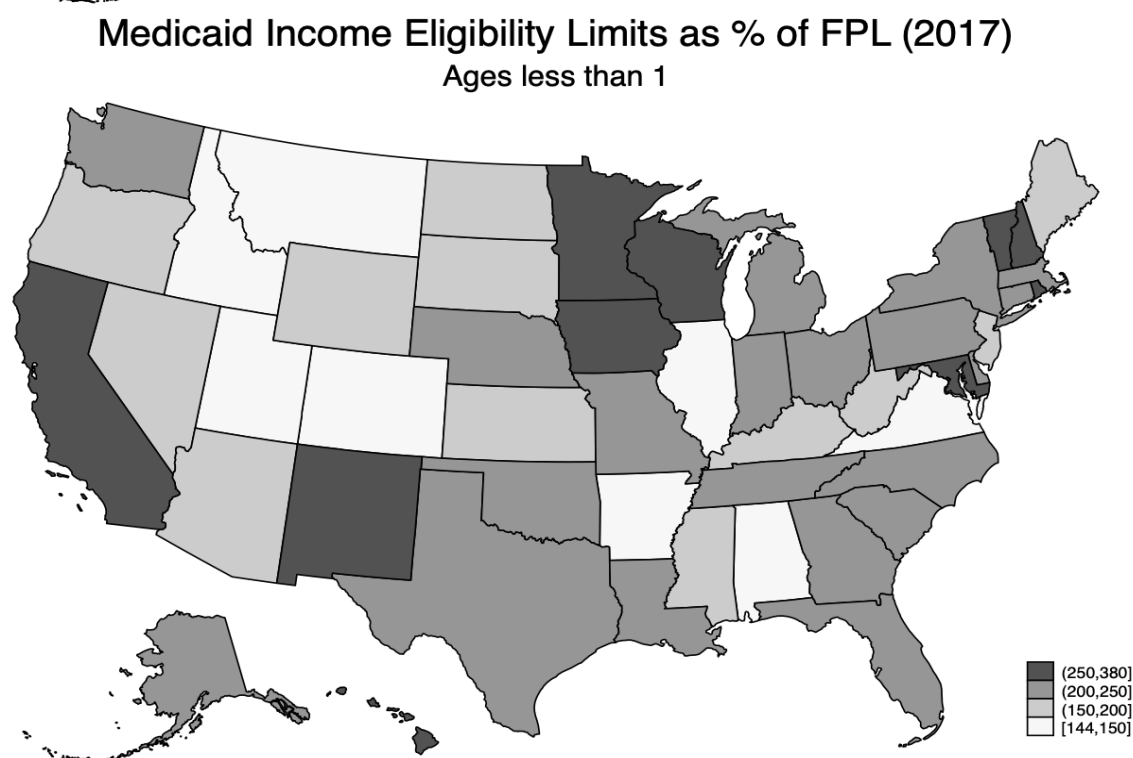 Medicaid Income Eligibility Limits as % of FPL (2017)
Ages less than 1
(250,380]
(200,250]
(150,200]
[144,150]